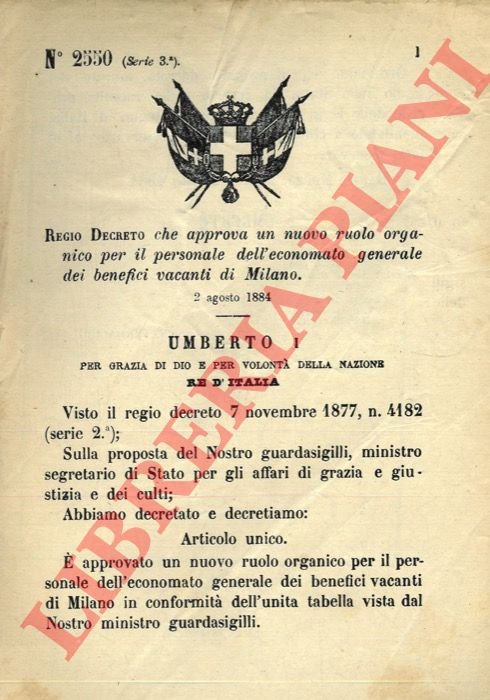 N° 2550 (Serie 3.ª).
1
REGIO DECRETO che approva un nuovo ruolo orga-
nico per il personale dell'economato generale
dei benefici vacanti di Milano.
2 agosto 1884
UMBERTO I
PER GRAZIA DI DIO E PER VOLONTÀ DELLA NAZIONE
RE D'ITALIA
Visto il regio decreto 7 novembre 1877, n. 4182
(serie 2.ª);
Sulla proposta del Nostro guardasigilli, ministro
segretario di Stato per gli affari di grazia e giu-
stizia e dei culti;
Abbiamo decretato e decretiamo:
Articolo unico.
È approvato un nuovo ruolo organico per il per-
sonale dell'economato generale dei benefici vacanti
di Milano in conformità dell'unita tabella vista dal
Nostro ministro guardasigilli.
LIBRERIA PIANI